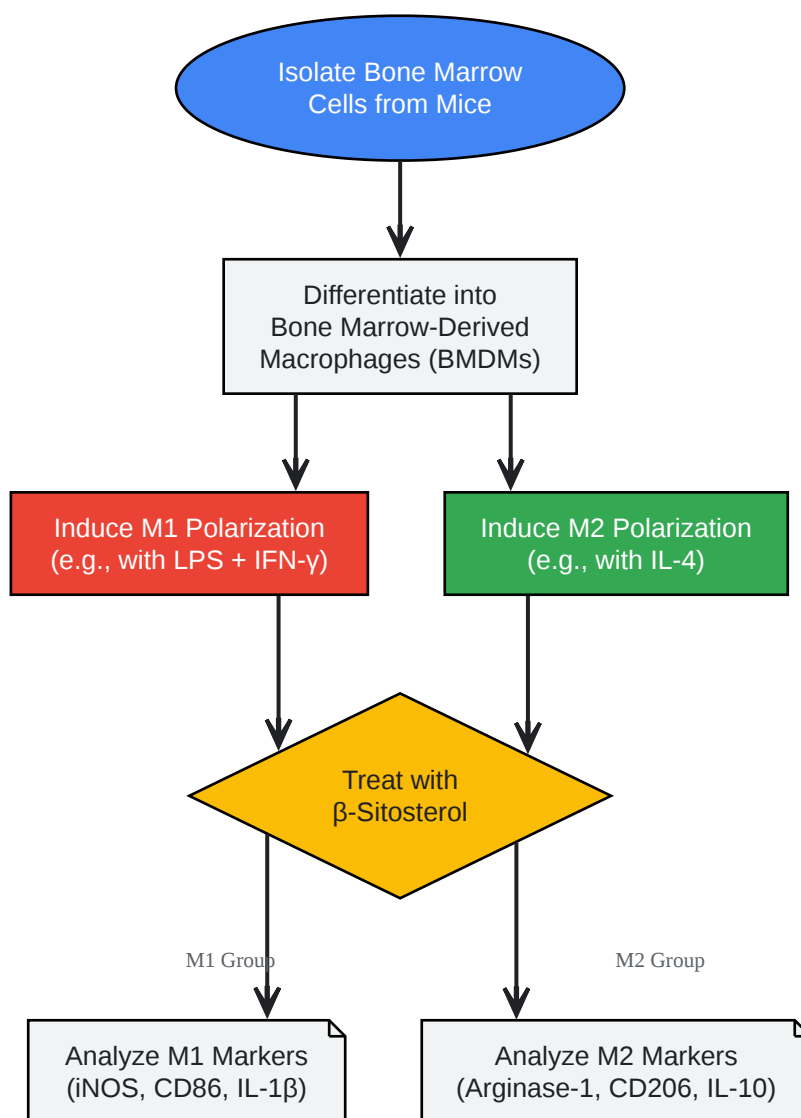 Isolate Bone Marrow
Cells from Mice
Differentiate into
Bone Marrow-Derived
Macrophages (BMDMs)
Induce M1 Polarization
(e.g., with LPS + IFN-γ)
Induce M2 Polarization
(e.g., with IL-4)
Treat with
β-Sitosterol
M1 Group
M2 Group
Analyze M1 Markers
(iNOS, CD86, IL-1β)
Analyze M2 Markers
(Arginase-1, CD206, IL-10)